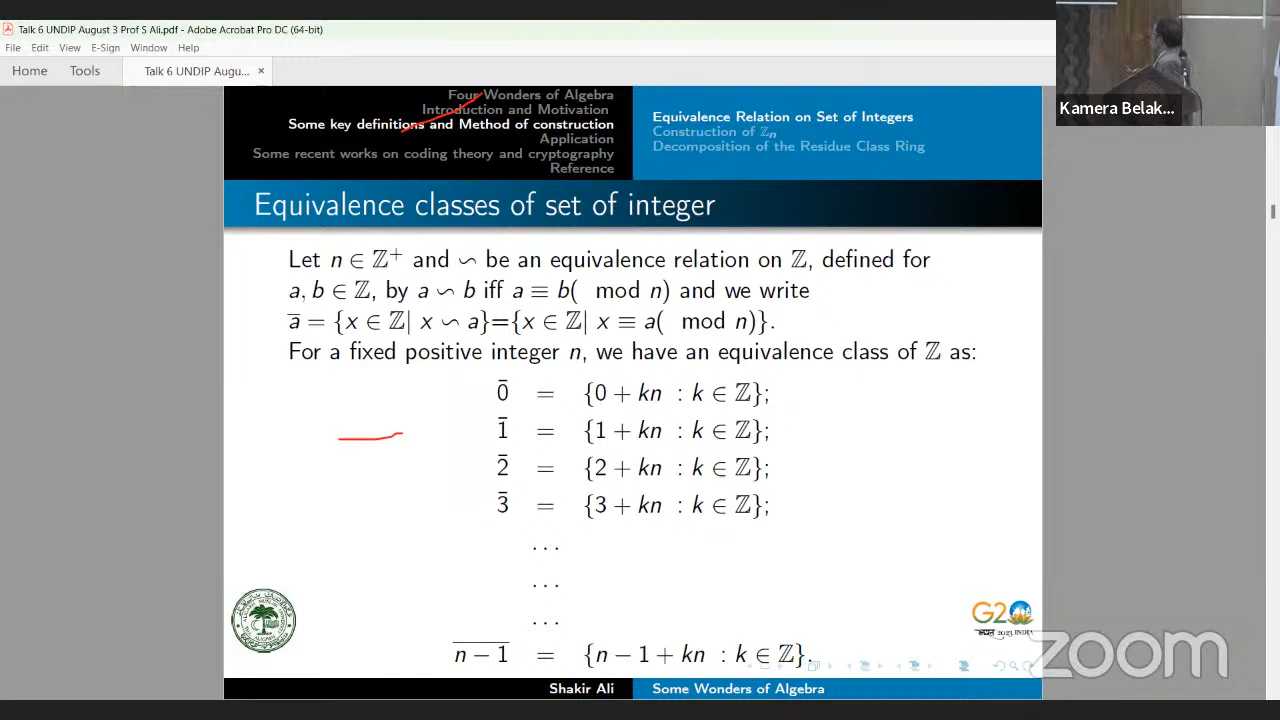 Talk 6 UNDIP August 3 Prof S Ali.pdf - Adobe Acrobat Pro DC (64-bit)
File Edit View E-Sign Window Help
Home Tools Talk 6 UNDIP Augu... ×
Four Wonders of Algebra
Introduction and Motivation
Some key definitions and Method of construction
Application
Some recent works on coding theory and cryptography
Reference
Equivalence Relation on Set of Integers
Construction of ℤₙ
Decomposition of the Residue Class Ring
Kamera Belak...
Equivalence classes of set of integer
Let n ∈ ℤ⁺ and ∽ be an equivalence relation on ℤ, defined for
a, b ∈ ℤ, by a ∽ b iff a ≡ b( mod n) and we write
a̅ = {x ∈ ℤ| x ∽ a}={x ∈ ℤ| x ≡ a( mod n)}.
For a fixed positive integer n, we have an equivalence class of ℤ as:
0̄ = {0 + kn : k ∈ ℤ};
1̄ = {1 + kn : k ∈ ℤ};
2̄ = {2 + kn : k ∈ ℤ};
3̄ = {3 + kn : k ∈ ℤ};
...
...
...
n̅ ̅−̅ ̅1̅ = {n − 1 + kn : k ∈ ℤ}.
G20
2023 INDIA
zoom
Shakir Ali Some Wonders of Algebra